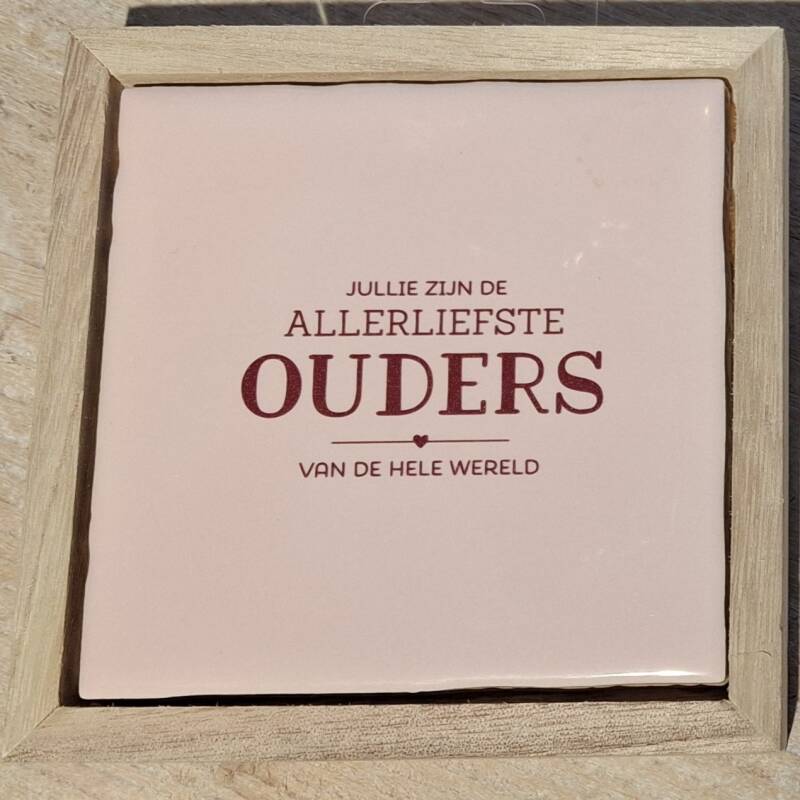 JULLIE ZIJN DE
ALLERLIEFSTE
OUDERS
VAN DE HELE WERELD